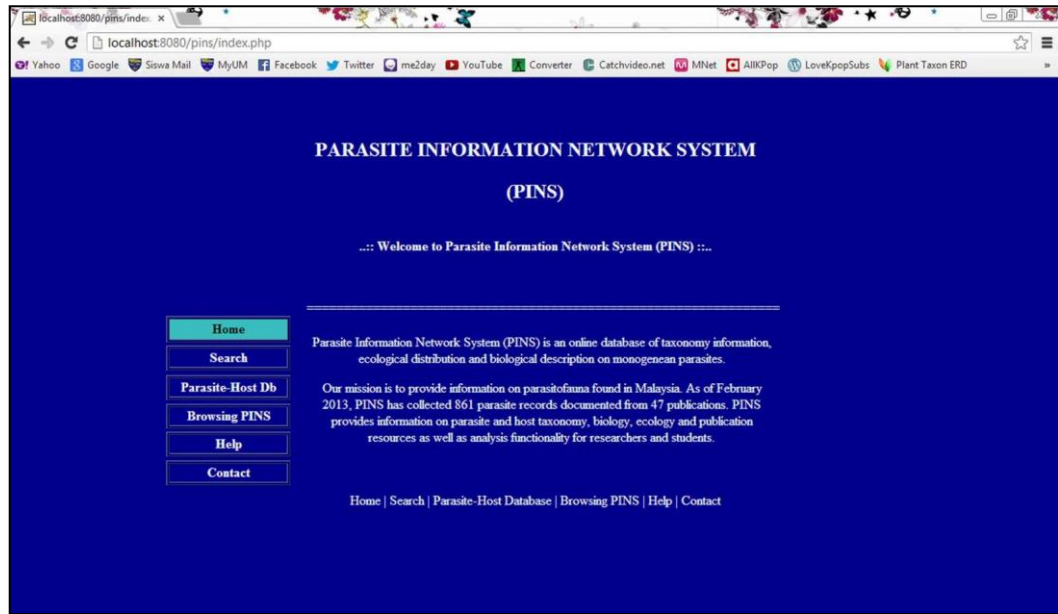 localhost:8080/pins/index.
localhost:8080/pins/index.php
Yahoo Google Siswa Mail MyUM Facebook Twitter me2day YouTube Converter Catchvideo.net MNet AllKPop LoveKpopSubs Plant Taxon ERD »
PARASITE INFORMATION NETWORK SYSTEM
(PINS)
..:: Welcome to Parasite Information Network System (PINS) ::..
Home
Search
Parasite-Host Db
Browsing PINS
Help
Contact
Parasite Information Network System (PINS) is an online database of taxonomy information,
ecological distribution and biological description on monogenean parasites.
Our mission is to provide information on parasitofauna found in Malaysia. As of February
2013, PINS has collected 861 parasite records documented from 47 publications. PINS
provides information on parasite and host taxonomy, biology, ecology and publication
resources as well as analysis functionality for researchers and students.
Home | Search | Parasite-Host Database | Browsing PINS | Help | Contact